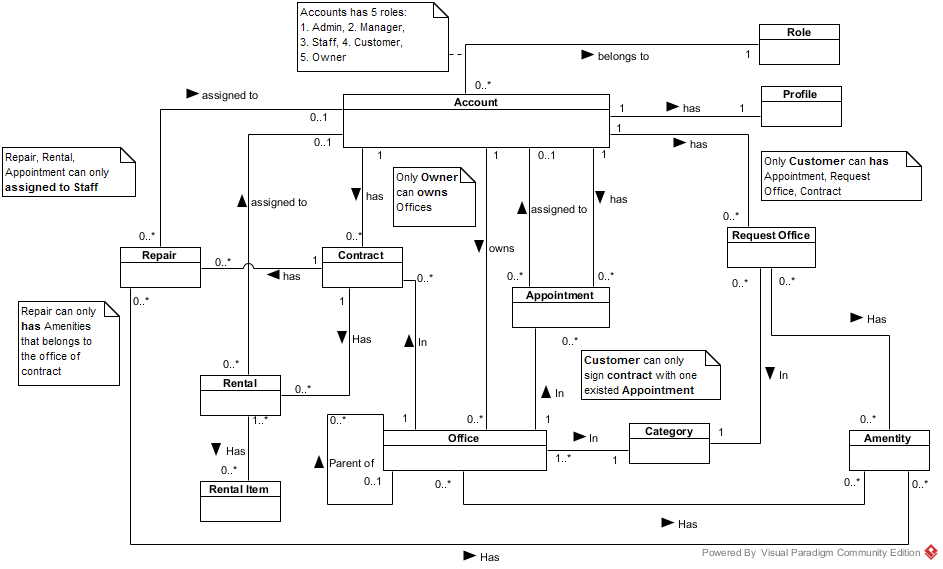 Accounts has 5 roles:
1. Admin, 2. Manager,
3. Staff, 4. Customer,
5. Owner
Role
belongs to
1
0..*
assigned to
Account
0..1
0..1
1
has
1
Profile
1
has
Repair, Rental,
Appointment can only
assigned to Staff
assigned to
1
has
Only Owner
can owns
Offices
1
owns
0..1
assigned to
1
has
Only Customer can has
Appointment, Request
Office, Contract
0..*
Request Office
0..*
0..*
0..*
Repair
0..*
0..*
has
1
0..*
Contract
0..*
1
0..*
0..*
Appointment
0..*
Repair can only
has Amenities
that belongs to
the office of
contract
Has
In
Has
Customer can only
sign contract with one
existed Appointment
In
In
0..*
Rental
0..*
1..*
Has
0..*
Rental Item
0..*
Parent of
0..1
1
0..*
1
Office
0..*
In
1..*
1
Category
1
0..*
Amentity
0..*
0..*
Has
Has
Powered By Visual Paradigm Community Edition